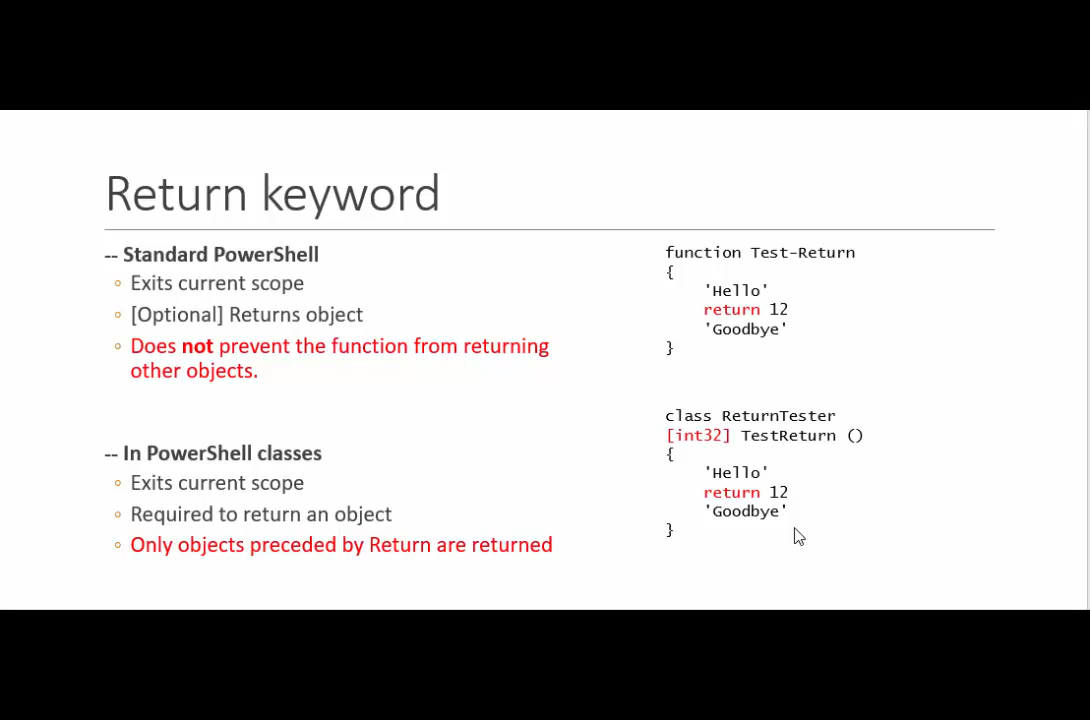 Return keyword
-- Standard PowerShell
◦ Exits current scope
◦ [Optional] Returns object
◦ Does not prevent the function from returning
other objects.
-- In PowerShell classes
◦ Exits current scope
◦ Required to return an object
◦ Only objects preceded by Return are returned
function Test-Return
{
'Hello'
return 12
'Goodbye'
}
class ReturnTester
[int32] TestReturn ()
{
'Hello'
return 12
'Goodbye'
}